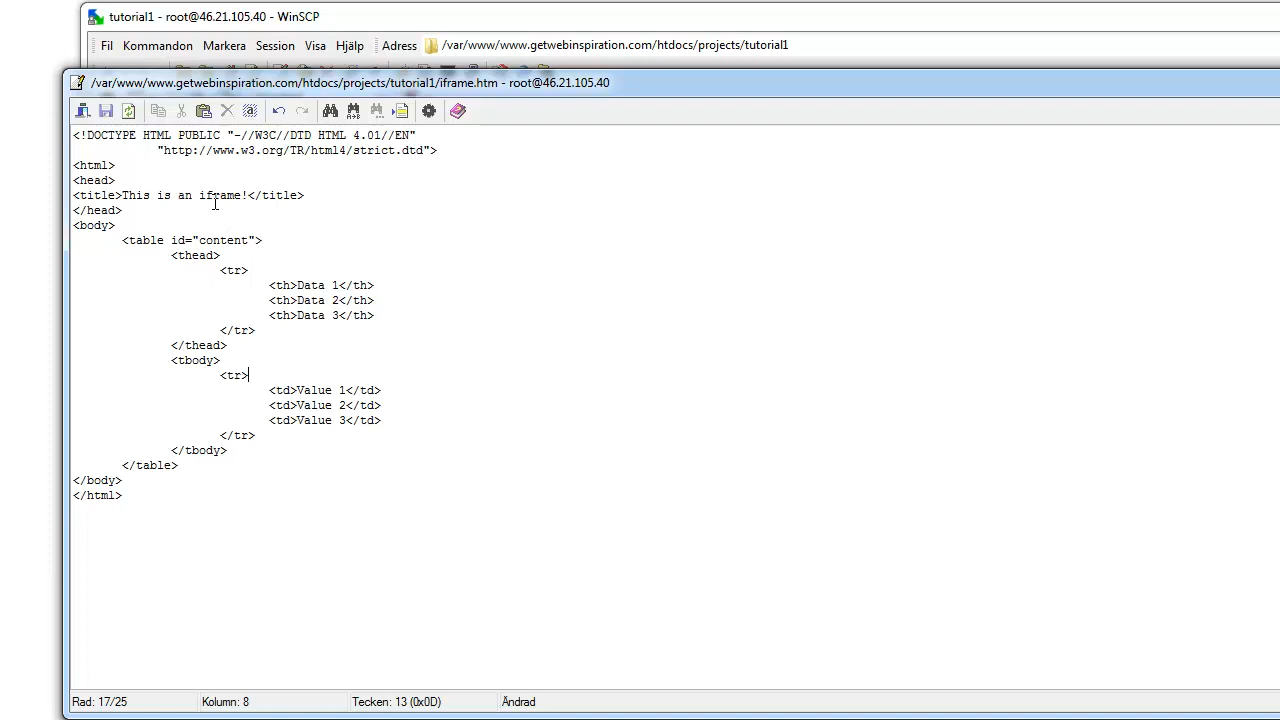 tutorial1 - root@46.21.105.40 - WinSCP
Fil Kommandon Markera Session Visa Hjälp Adress /var/www/www.getwebinspiration.com/htdocs/projects/tutorial1
/var/www/www.getwebinspiration.com/htdocs/projects/tutorial1/iframe.htm - root@46.21.105.40
<!DOCTYPE HTML PUBLIC "-//W3C//DTD HTML 4.01//EN"
"http://www.w3.org/TR/html4/strict.dtd">
<html>
<head>
<title>This is an iframe!</title>
</head>
<body>
<table id="content">
<thead>
<tr>
<th>Data 1</th>
<th>Data 2</th>
<th>Data 3</th>
</tr>
</thead>
<tbody>
<tr>
<td>Value 1</td>
<td>Value 2</td>
<td>Value 3</td>
</tr>
</tbody>
</table>
</body>
</html>
Rad: 17/25 Kolumn: 8 Tecken: 13 (0x0D) Ändrad